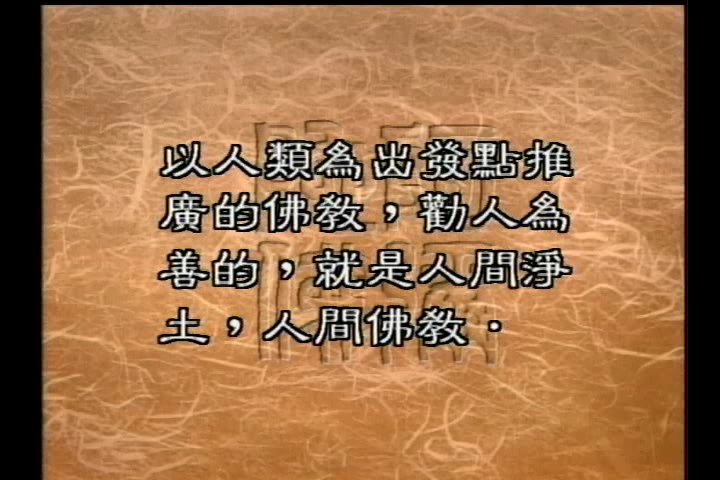 以人類為出發點推
廣的佛教，勸人為
善的，就是人間淨
土，人間佛教．